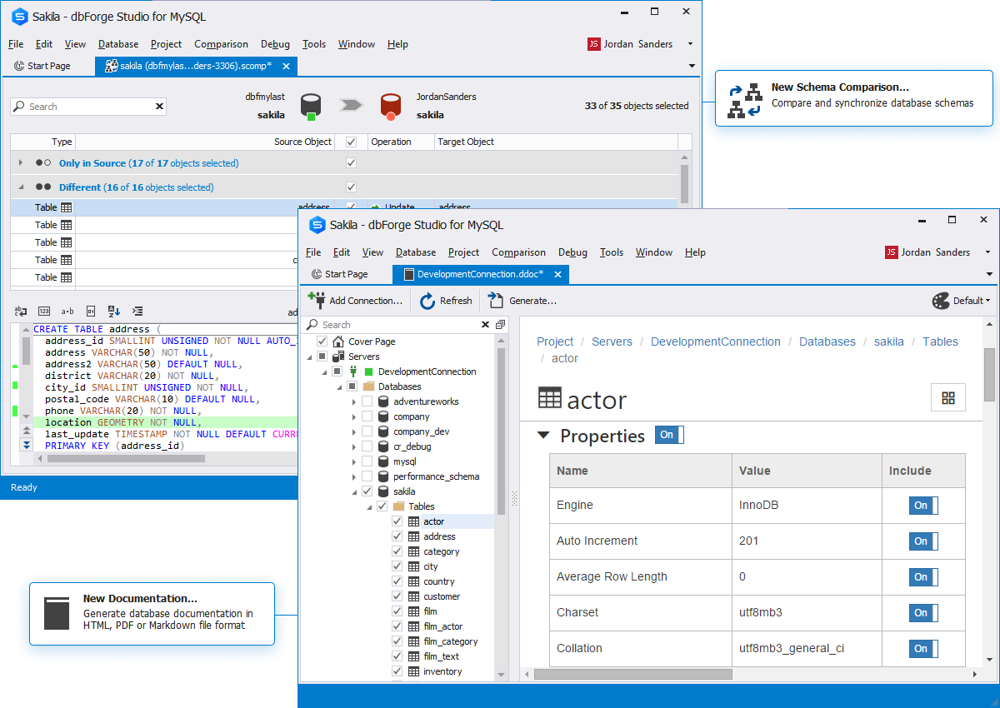 Sakila - dbForge Studio for MySQL
File Edit View Database Project Comparison Debug Tools Window Help
JS Jordan Sanders
Start Page
sakila (dbfmylas...ders-3306).scomp*
Search
dbfmylast
sakila
JordanSanders
sakila
33 of 35 objects selected
Type Source Object Operation Target Object
Only in Source (17 of 17 objects selected)
Different (16 of 16 objects selected)
Table address Update address
Table
Table
Table c
Table
ad
CREATE TABLE address (
address_id SMALLINT UNSIGNED NOT NULL AUTO_
address VARCHAR(50) NOT NULL,
address2 VARCHAR(50) DEFAULT NULL,
district VARCHAR(20) NOT NULL,
city_id SMALLINT UNSIGNED NOT NULL,
postal_code VARCHAR(10) DEFAULT NULL,
phone VARCHAR(20) NOT NULL,
location GEOMETRY NOT NULL,
last_update TIMESTAMP NOT NULL DEFAULT CURR
PRIMARY KEY (address_id)
Ready
New Schema Comparison...
Compare and synchronize database schemas
Sakila - dbForge Studio for MySQL
File Edit View Database Project Comparison Debug Tools Window Help
JS Jordan Sanders
Start Page
DevelopmentConnection.ddoc*
Add Connection... Refresh Generate... Default
Search
Cover Page
Servers
DevelopmentConnection
Databases
adventureworks
company
company_dev
cr_debug
mysql
performance_schema
sakila
Tables
actor
address
category
city
country
customer
film
film_actor
film_category
film_text
inventory
Project / Servers / DevelopmentConnection / Databases / sakila / Tables
/ actor
actor
Properties On
Name Value Include
Engine InnoDB On
Auto Increment 201 On
Average Row Length 0 On
Charset utf8mb3 On
Collation utf8mb3_general_ci On
New Documentation...
Generate database documentation in
HTML, PDF or Markdown file format